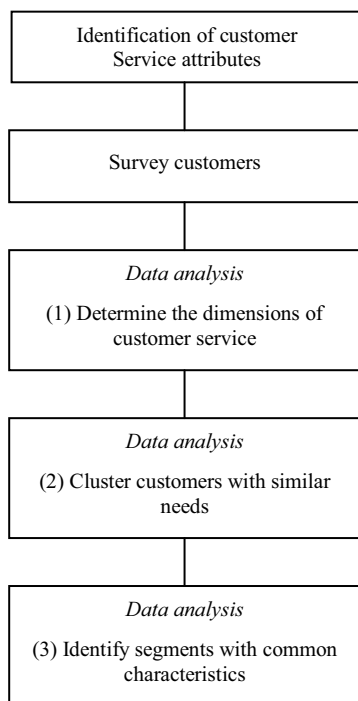 Identification of customer
Service attributes
Survey customers
Data analysis
(1) Determine the dimensions of
customer service
Data analysis
(2) Cluster customers with similar
needs
Data analysis
(3) Identify segments with common
characteristics